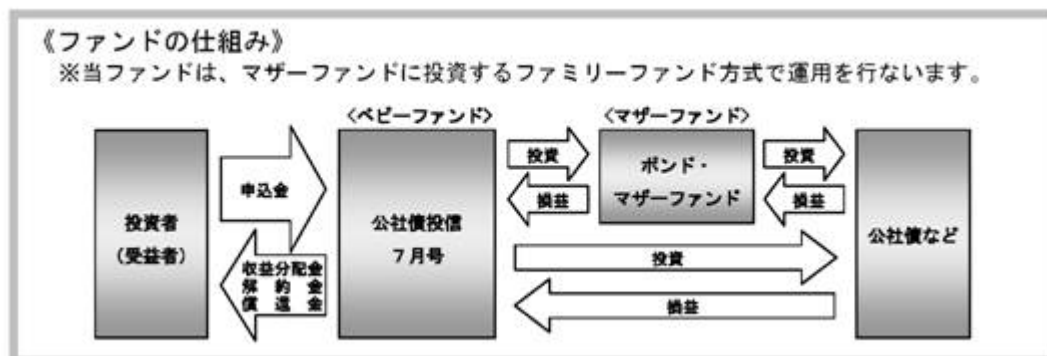 《ファンドの仕組み》
※当ファンドは、マザーファンドに投資するファミリーファンド方式で運用を行ないます。
〈ベビーファンド〉
〈マザーファンド〉
投資者
(受益者)
申込金
収益分配金
解約金
償還金
公社債投信
7月号
投資
損益
ボンド・
マザーファンド
投資
損益
投資
損益
公社債など